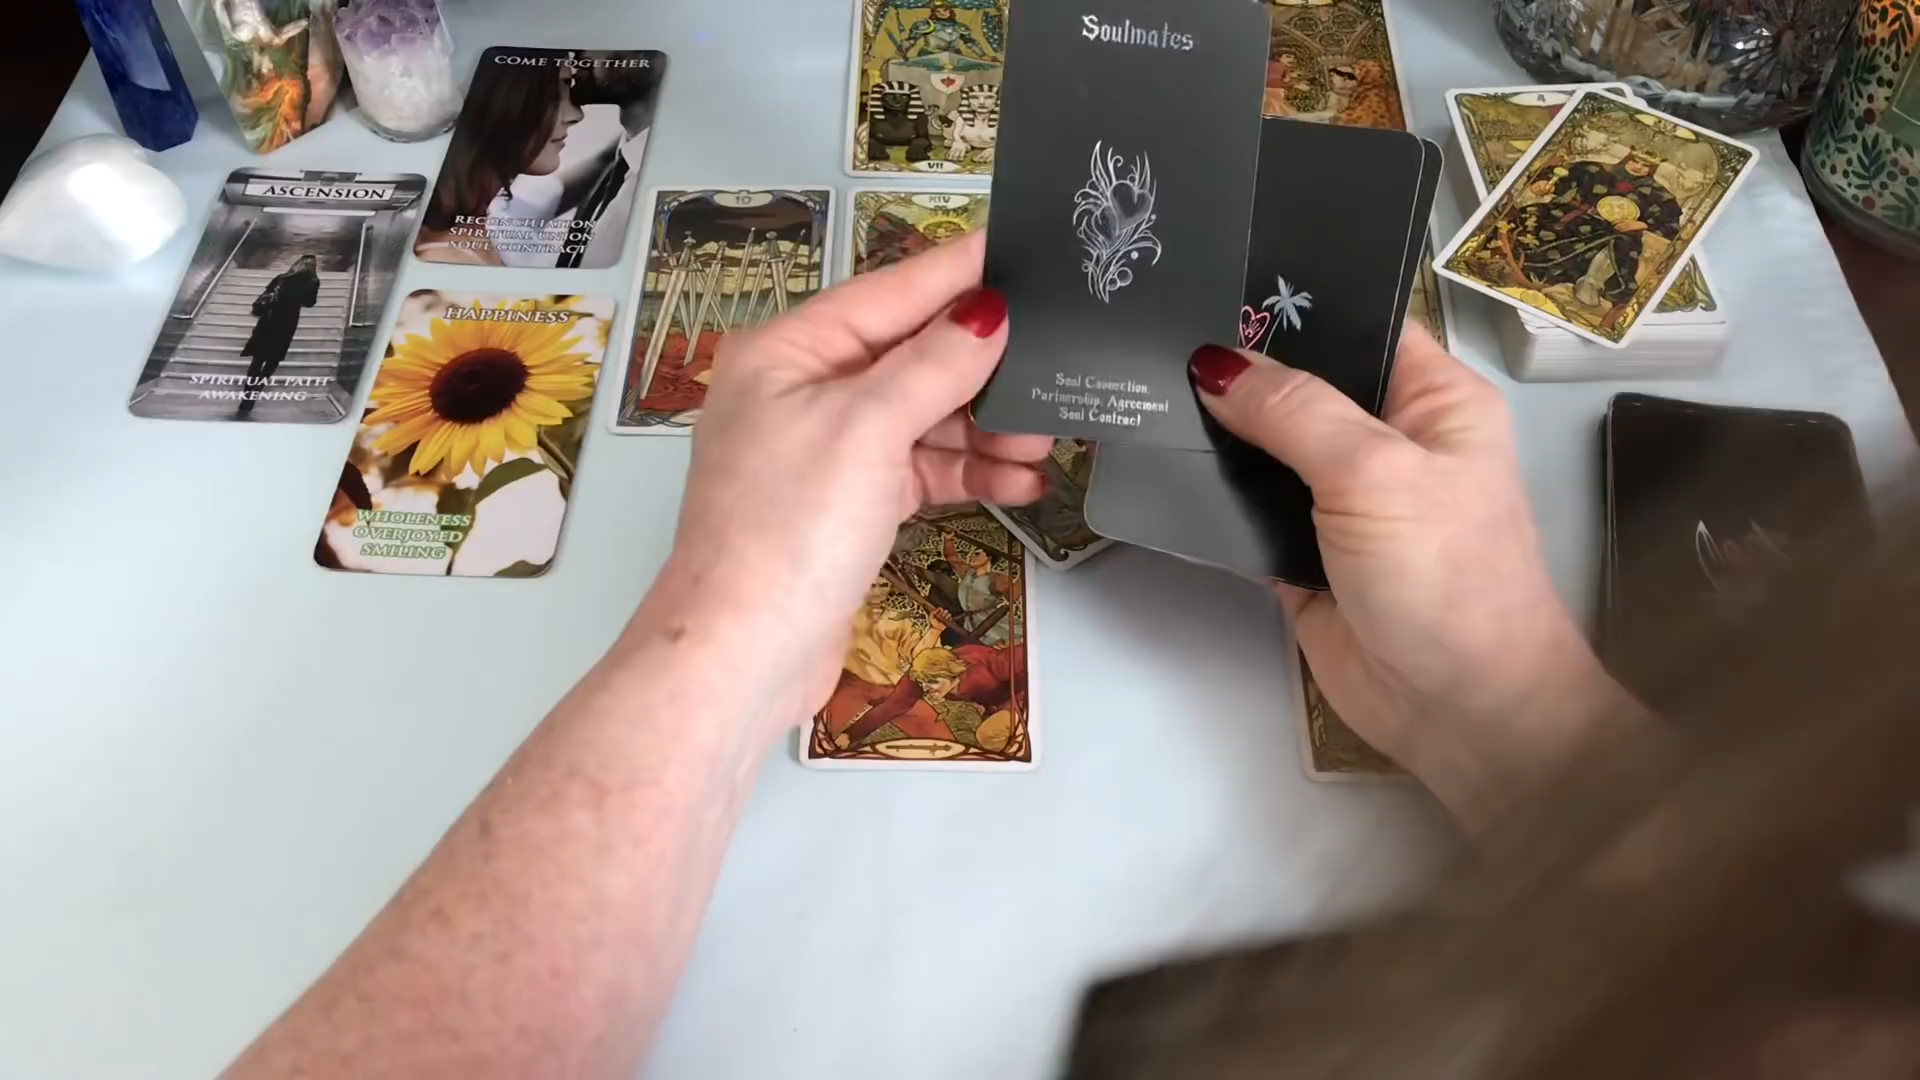 Soulmates
Soul Connection,
Partnership, Agreement
Soul Contract
COME TOGETHER
RECONCILIATION
SPIRITUAL UNION
SOUL CONTRACT
ASCENSION
SPIRITUAL PATH
AWAKENING
HAPPINESS
WHOLENESS
OVERJOYED
SMILING
VII
10
XIV